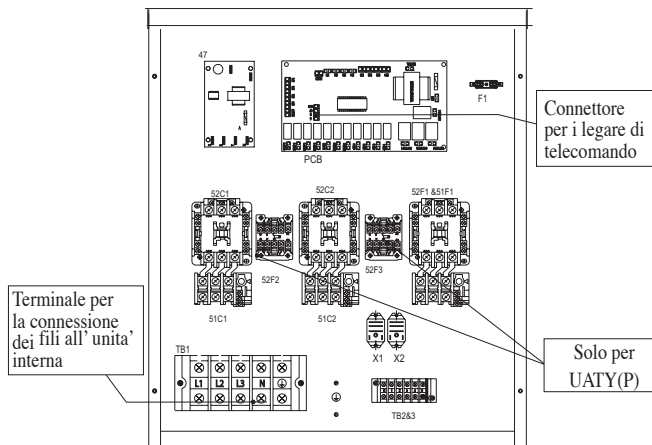 47
F1
Connettore
per i legare di
telecomando
PCB
52C1
52C2
52F1 &51F1
52F2
52F3
51C1
51C2
Terminale per
la connessione
dei fili all' unita'
interna
TB1
L1 L2 L3 N
X1 X2
TB2&3
Solo per
UATY(P)